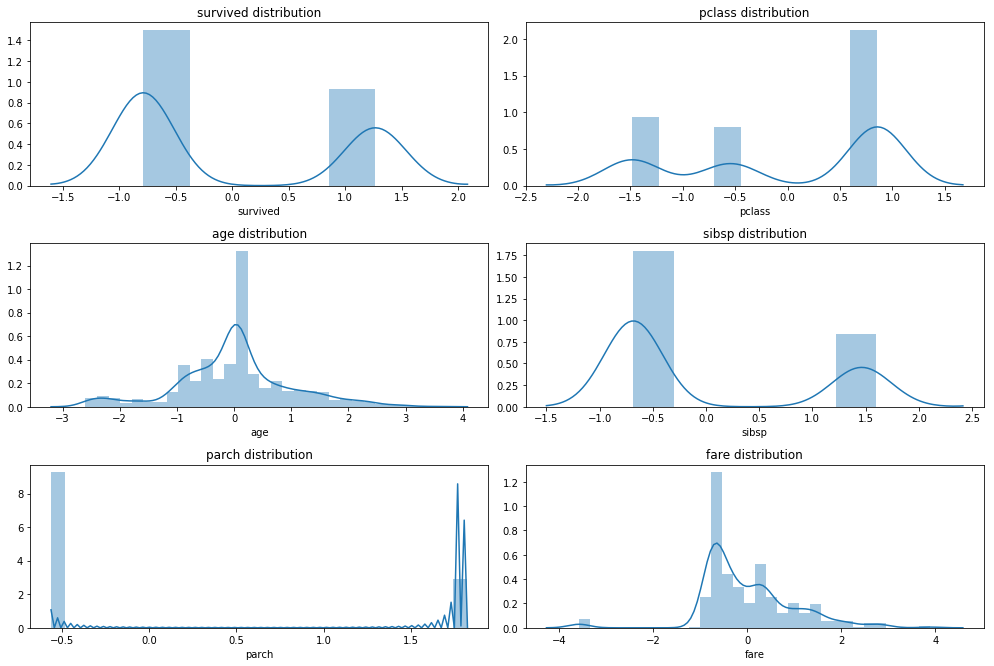 survived distribution
1.4
1.2
1.0
0.8
0.6
0.4
0.2
0.0
−1.5 −1.0 −0.5 0.0 0.5 1.0 1.5 2.0
survived
pclass distribution
2.0
1.5
1.0
0.5
0.0
−2.5 −2.0 −1.5 −1.0 −0.5 0.0 0.5 1.0 1.5
pclass
age distribution
1.2
1.0
0.8
0.6
0.4
0.2
0.0
−3 −2 −1 0 1 2 3 4
age
sibsp distribution
1.75
1.50
1.25
1.00
0.75
0.50
0.25
0.00
−1.5 −1.0 −0.5 0.0 0.5 1.0 1.5 2.0 2.5
sibsp
parch distribution
8
6
4
2
0
−0.5 0.0 0.5 1.0 1.5
parch
fare distribution
1.2
1.0
0.8
0.6
0.4
0.2
0.0
−4 −2 0 2 4
fare